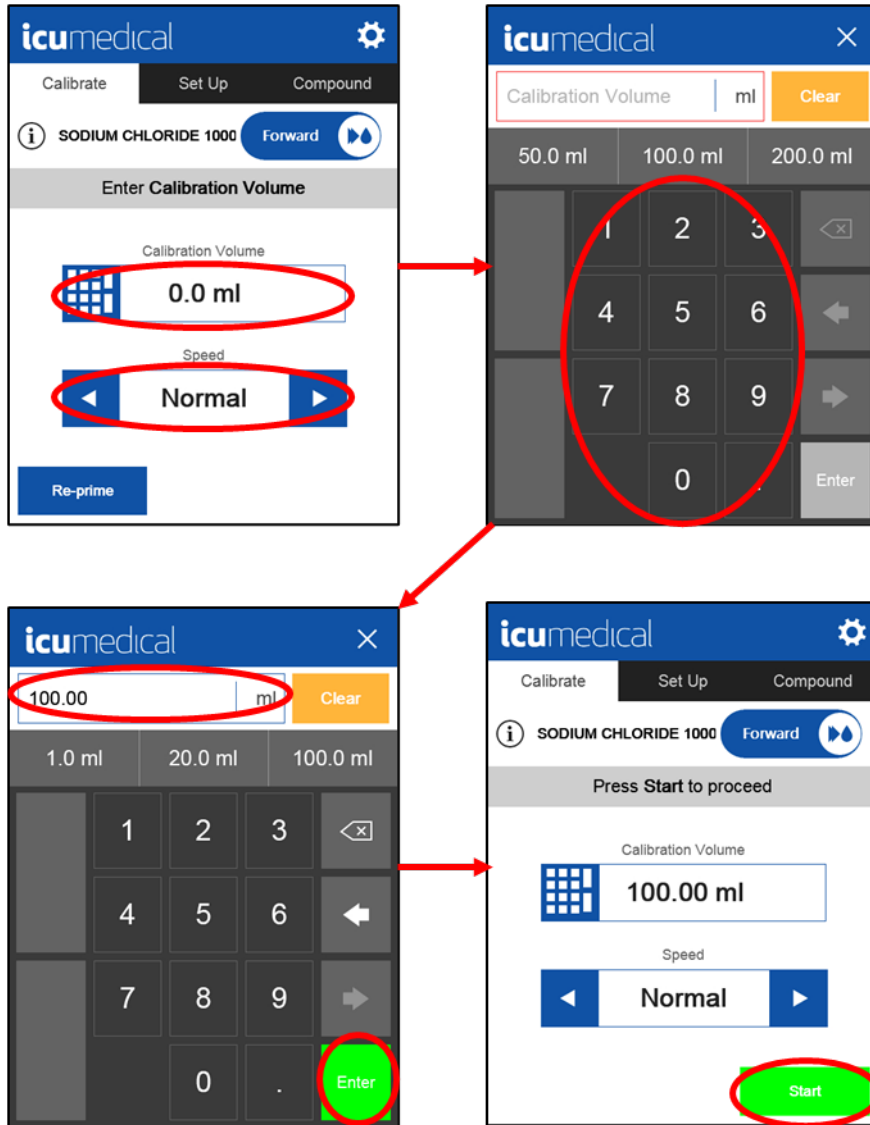 icumedical
Calibrate Set Up Compound
i SODIUM CHLORIDE 1000 Forward
Enter Calibration Volume
Calibration Volume
0.0 ml
Speed
Normal
Re-prime
icumedical
Calibration Volume ml Clear
50.0 ml 100.0 ml 200.0 ml
1 2 3
4 5 6
7 8 9
0 .
Enter
icumedical
100.00 ml Clear
1.0 ml 20.0 ml 100.0 ml
1 2 3
4 5 6
7 8 9
0 . Enter
icumedical
Calibrate Set Up Compound
i SODIUM CHLORIDE 1000 Forward
Press Start to proceed
Calibration Volume
100.00 ml
Speed
Normal
Start